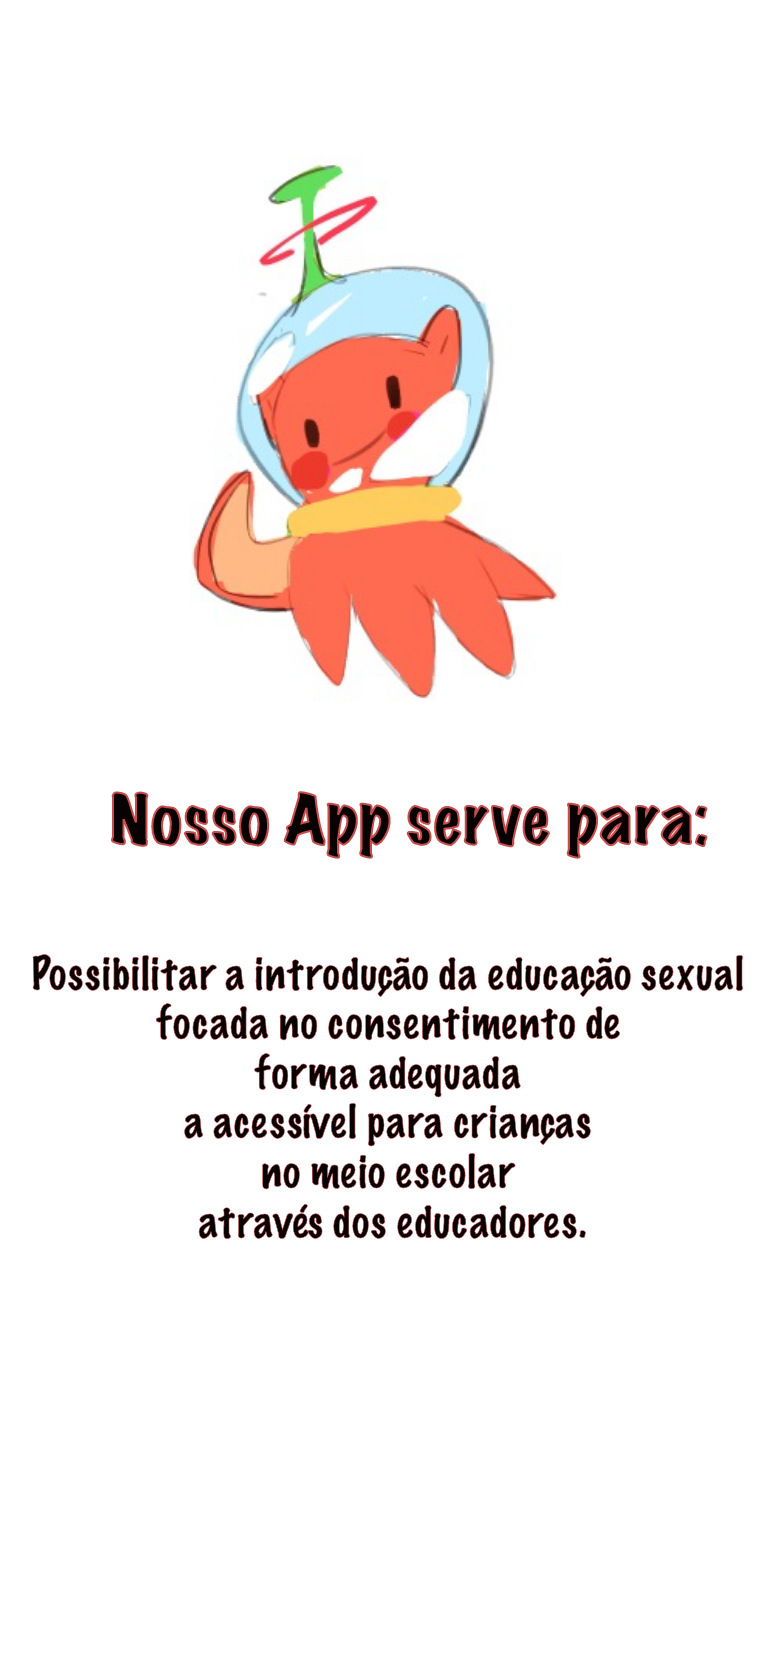 Nosso App serve para:
Possibilitar a introdução da educação sexual
focada no consentimento de
forma adequada
a acessível para crianças
no meio escolar
através dos educadores.